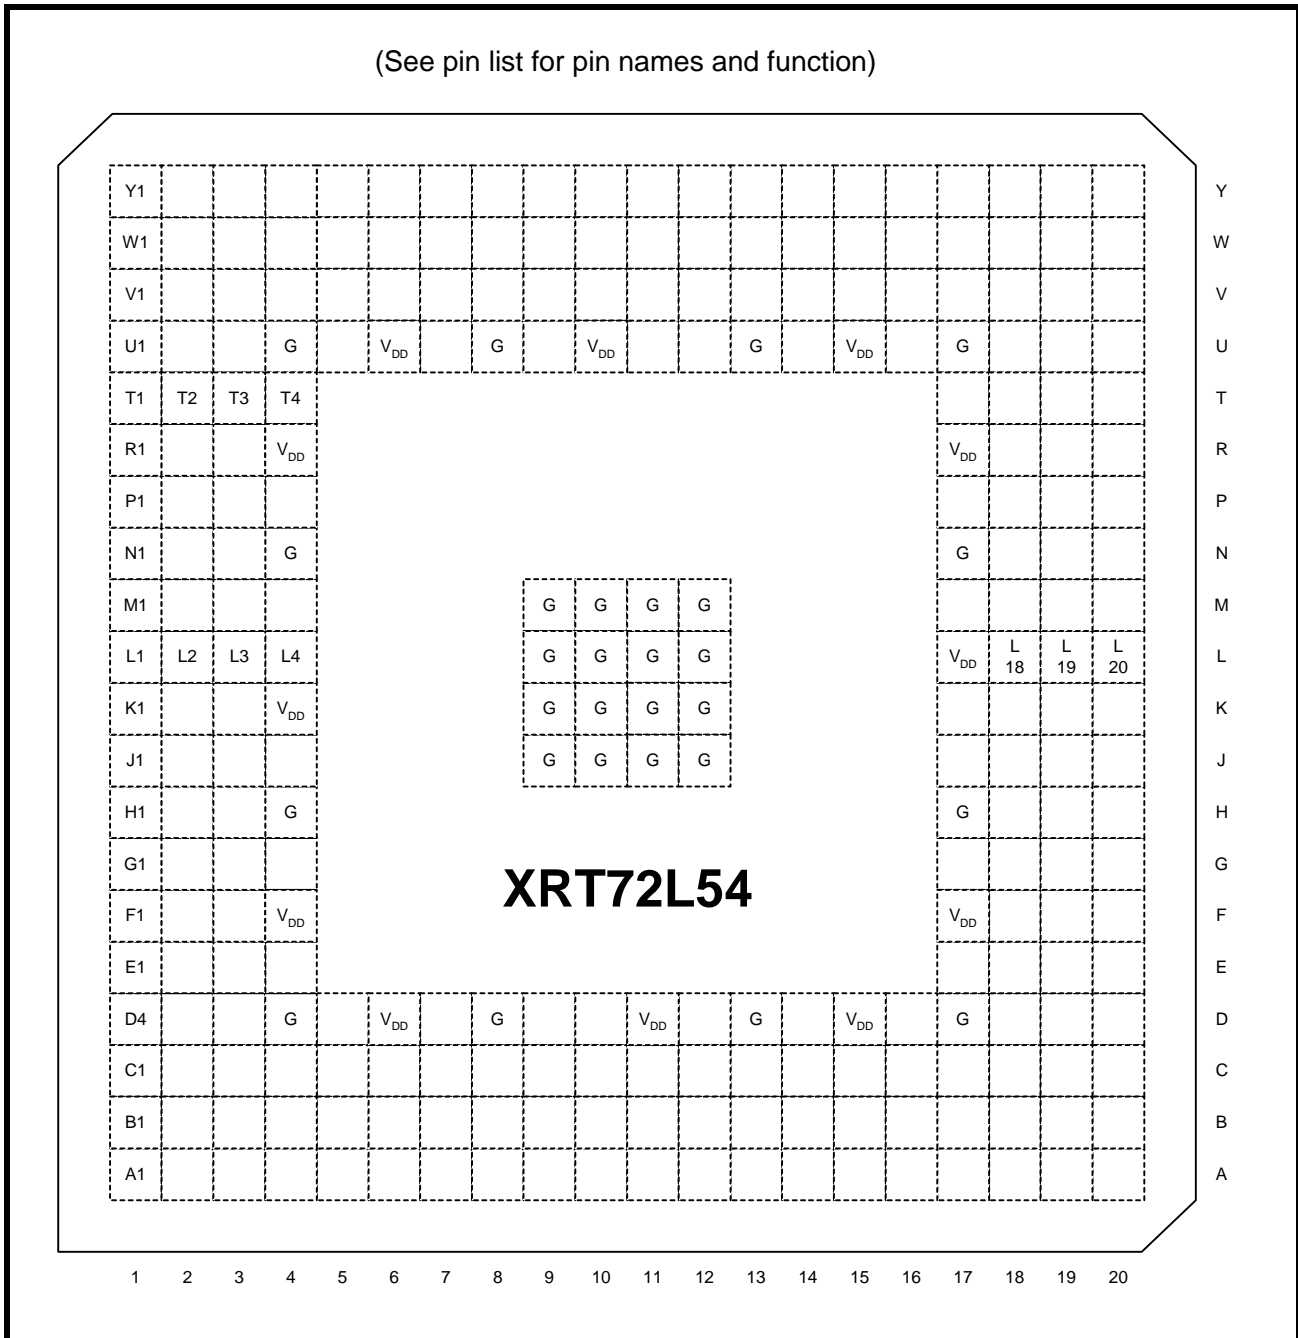 (See pin list for pin names and function)
Y1 Y
W1 W
V1 V
U1 G VDD G VDD G VDD G U
T1 T2 T3 T4 T
R1 VDD VDD R
P1 P
N1 G G N
M1 G G G G M
L1 L2 L3 L4 G G G G VDD L 18 L 19 L 20 L
K1 VDD G G G G K
J1 G G G G J
H1 G G H
G1 G
XRT72L54
F1 VDD VDD F
E1 E
D4 G VDD G VDD G VDD G D
C1 C
B1 B
A1 A
1 2 3 4 5 6 7 8 9 10 11 12 13 14 15 16 17 18 19 20